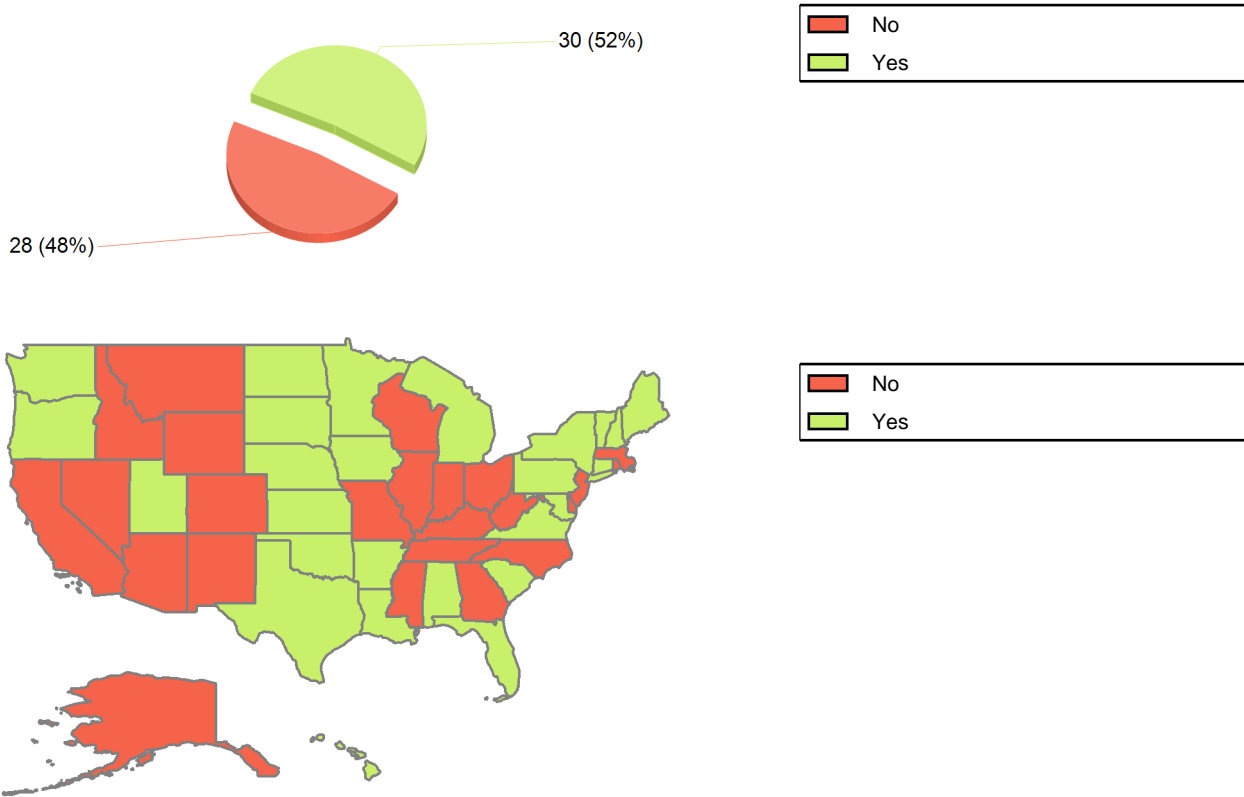 30 (52%)
28 (48%)
No
Yes
No
Yes